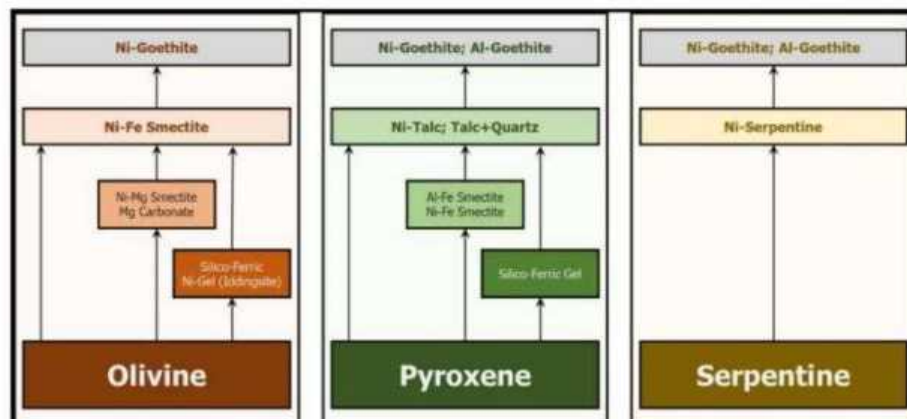 Ni-Goethite
Ni-Fe Smectite
Ni-Mg Smectite
Mg Carbonate
Silico-Ferric
Ni-Gel (Iddingsite)
Olivine
Ni-Goethite; Al-Goethite
Ni-Talc; Talc+Quartz
Al-Fe Smectite
Ni-Fe Smectite
Silico-Ferric Gel
Pyroxene
Ni-Goethite; Al-Goethite
Ni-Serpentine
Serpentine